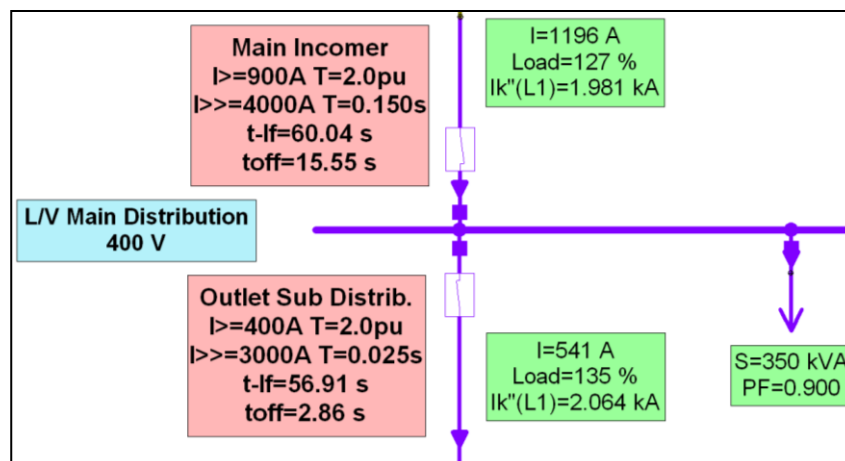 Main Incomer
I>=900A T=2.0pu
I>>=4000A T=0.150s
t-If=60.04 s
toff=15.55 s
I=1196 A
Load=127 %
Ik"(L1)=1.981 kA
L/V Main Distribution
400 V
Outlet Sub Distrib.
I>=400A T=2.0pu
I>>=3000A T=0.025s
t-If=56.91 s
toff=2.86 s
I=541 A
Load=135 %
Ik"(L1)=2.064 kA
S=350 kVA
PF=0.900